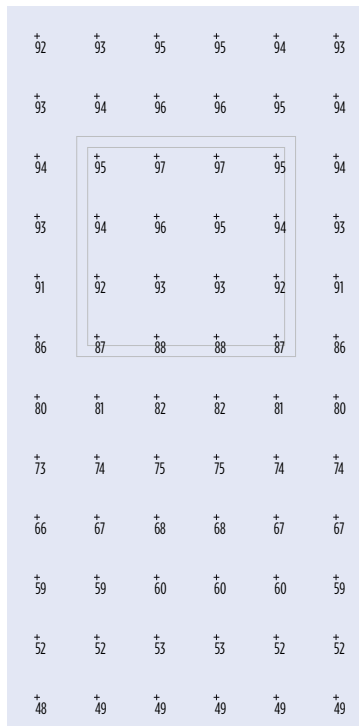 + + + + + +
92 93 95 95 94 93
+ + + + + +
93 94 96 96 95 94
+ + + + + +
94 95 97 97 95 94
+ + + + + +
93 94 96 95 94 93
+ + + + + +
91 92 93 93 92 91
+ + + + + +
86 87 88 88 87 86
+ + + + + +
80 81 82 82 81 80
+ + + + + +
73 74 75 75 74 74
+ + + + + +
66 67 68 68 67 67
+ + + + + +
59 59 60 60 60 59
+ + + + + +
52 52 53 53 52 52
+ + + + + +
48 49 49 49 49 49